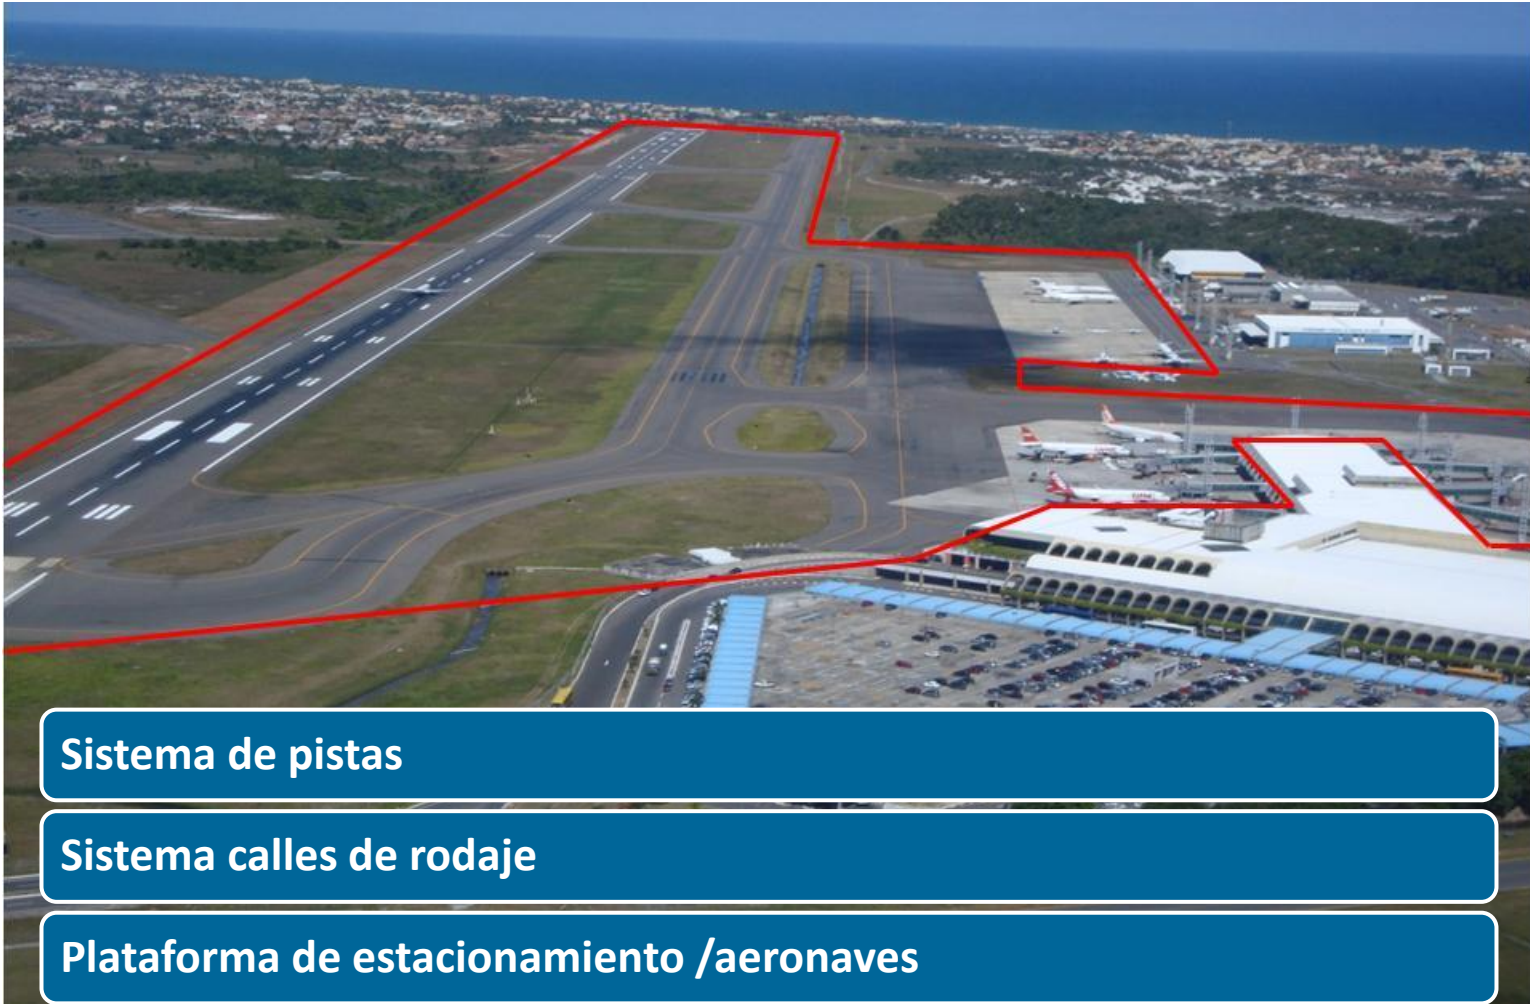 Sistema de pistas
Sistema calles de rodaje
Plataforma de estacionamiento /aeronaves